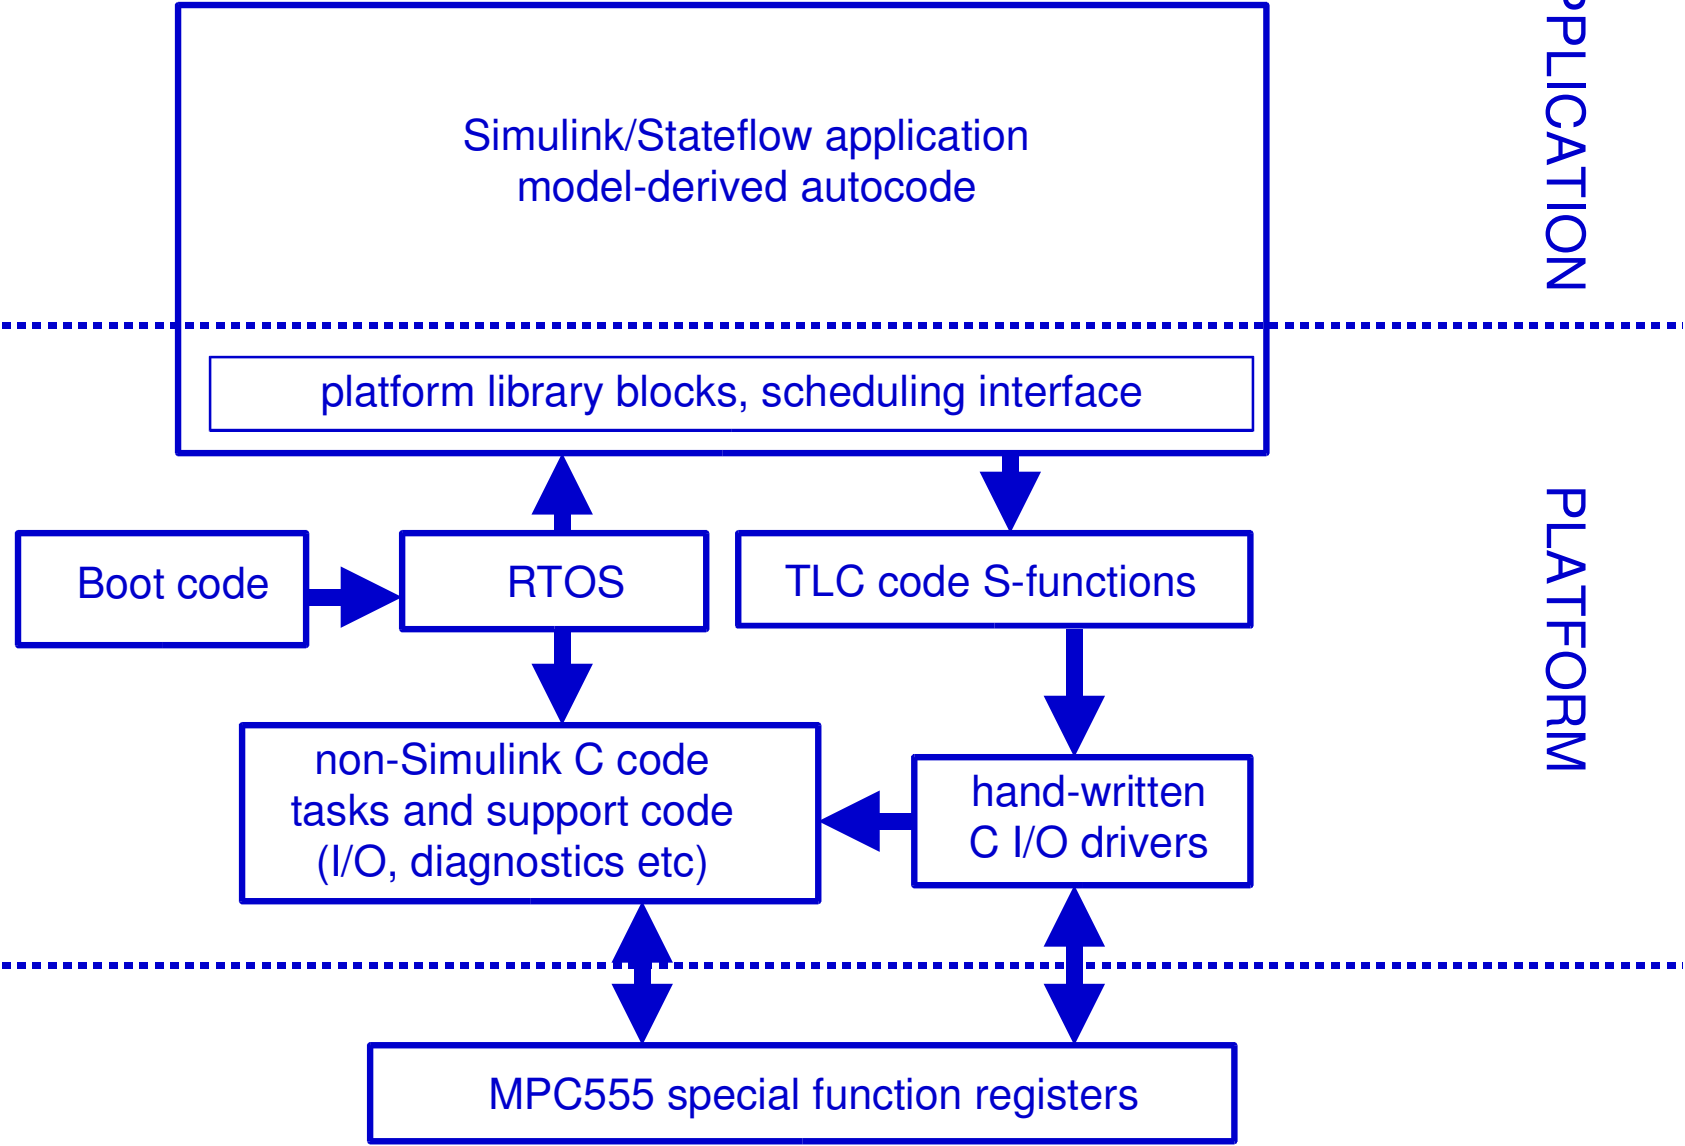 PPLICATION
Simulink/Stateflow application
model-derived autocode
platform library blocks, scheduling interface
PLATFORM
Boot code
RTOS
TLC code S-functions
non-Simulink C code
tasks and support code
(I/O, diagnostics etc)
hand-written
C I/O drivers
MPC555 special function registers